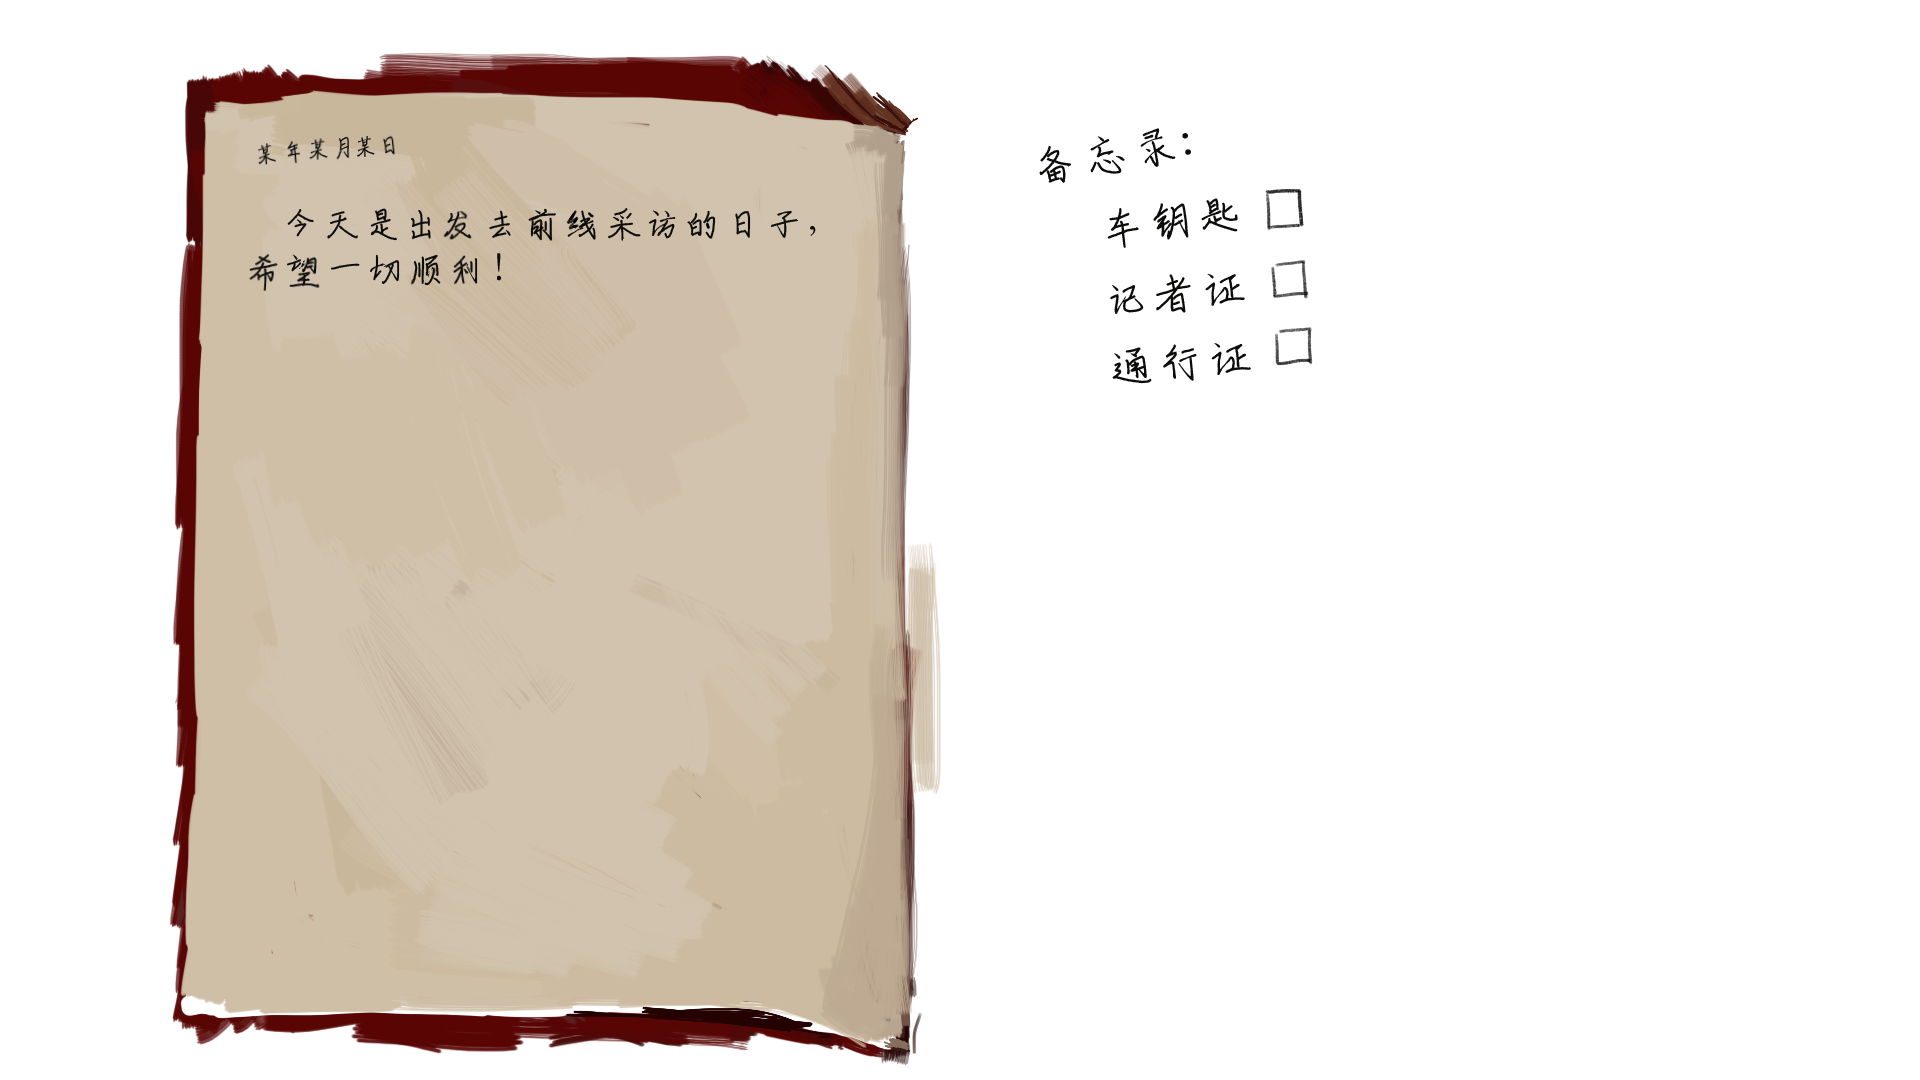 某年某月某日
今天是出发去前线采访的日子，
希望一切顺利！
备忘录：
车钥匙 □
记者证 □
通行证 □